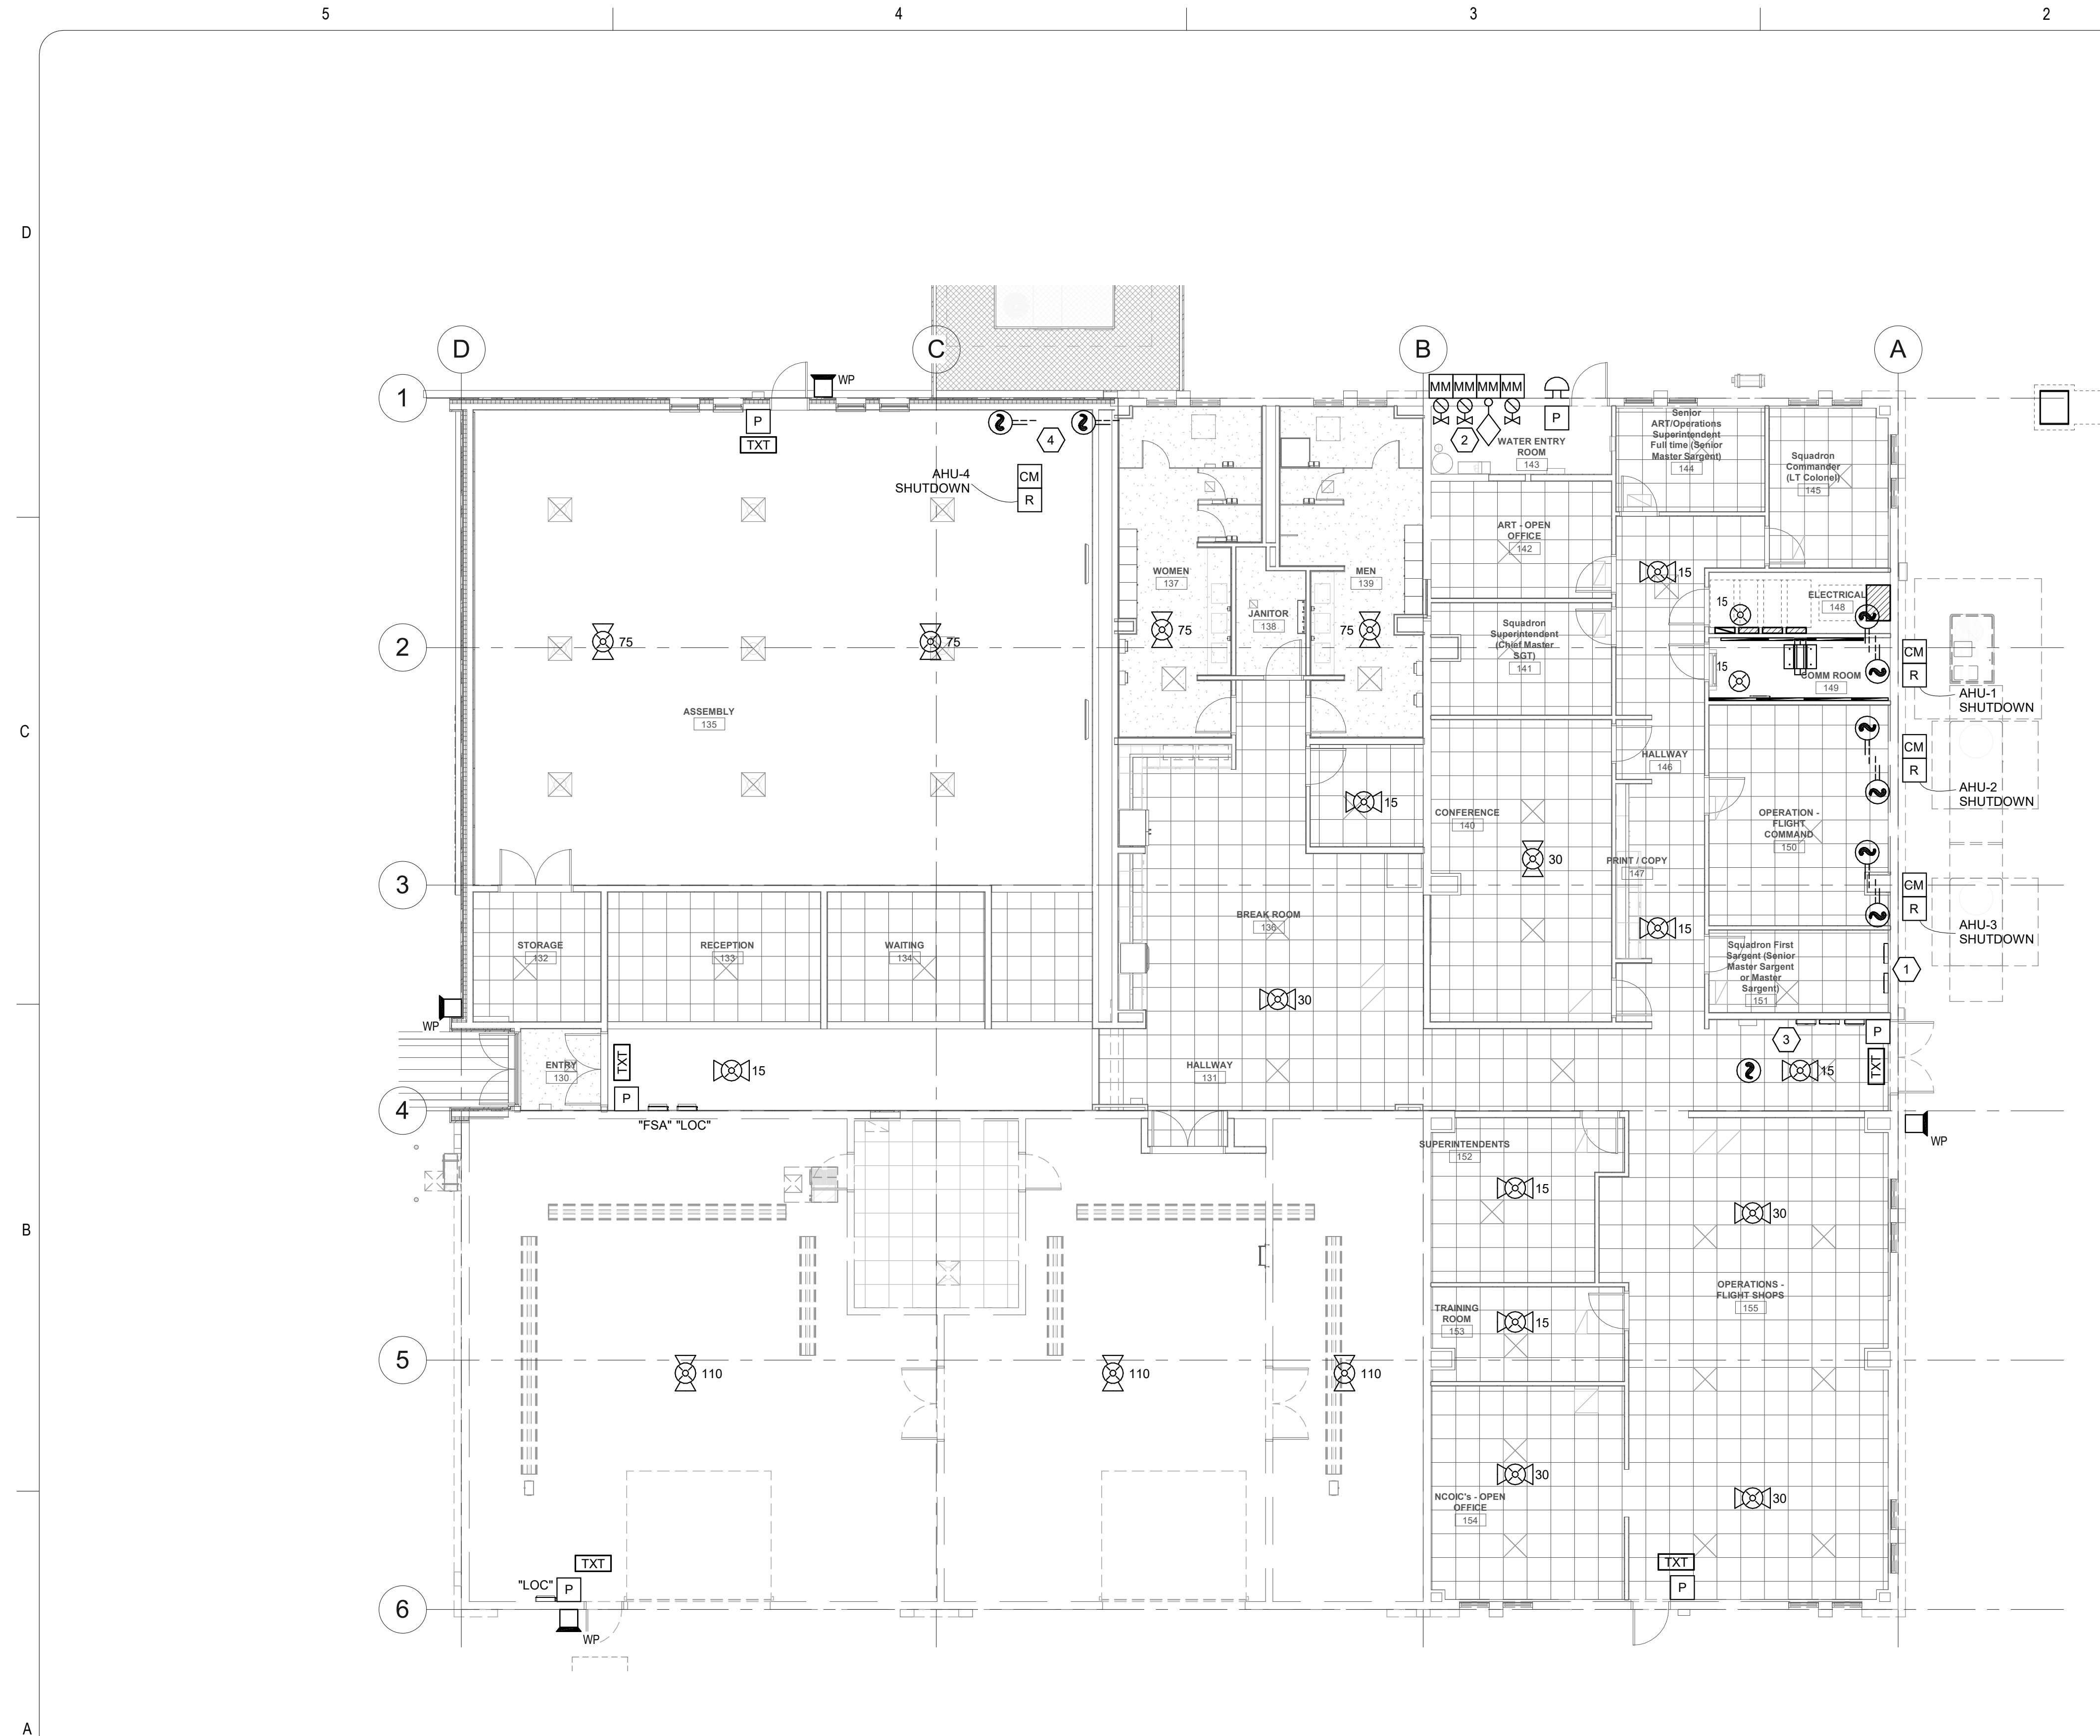 5 4 3 2
D
D C B A
1 WP MM MM MM MM
P P
TXT 2 WATER ENTRY
ROOM
143
Senior
ART/Operations
Superintendent
Full time (Senior
Master Sargent)
144
Squadron
Commander
(LT Colonel)
145
4
AHU-4
SHUTDOWN
CM
R
ART - OPEN
OFFICE
142
WOMEN
137
MEN
139
JANITOR
138
15
15 ELECTRICAL
148
Squadron
Superintendent
(Chief Master
SGT)
141
2 75 75 75 75
15
COMM ROOM
149
CM
R
AHU-1
SHUTDOWN
ASSEMBLY
135
C
HALLWAY
146
CM
R
AHU-2
SHUTDOWN
15
CONFERENCE
140
OPERATION -
FLIGHT
COMMAND
150
30
PRINT / COPY
147
3
CM
R
AHU-3
SHUTDOWN
BREAK ROOM
136
15
STORAGE
132
RECEPTION
133
WAITING
134
Squadron First
Sargent (Senior
Master Sargent
or Master
Sargent)
151
1
30
WP
3 P
ENTRY
130
TXT
15
HALLWAY
131
15 TXT
P
4
"FSA" "LOC"
WP
SUPERINTENDENTS
152
15
30
B
OPERATIONS -
FLIGHT SHOPS
155
TRAINING
ROOM
153
15
5 110 110 110
30
NCOIC's - OPEN
OFFICE
154
30
TXT TXT
"LOC" P P
6
WP
A